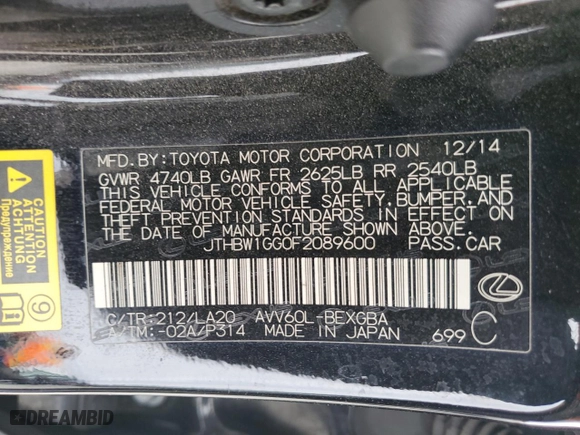 MFD.BY:TOYOTA MOTOR CORPORATION 12/14
GVWR 4740LB GAWR FR 2625LB RR 2540LB
THIS VEHICLE CONFORMS TO ALL APPLICABLE
FEDERAL MOTOR VEHICLE SAFETY,BUMPER,AND
THEFT PREVENTION STANDARDS IN EFFECT ON
THE DATE OF MANUFACTURE SHOWN ABOVE.
JTHBW1GG0F2089600 PASS.CAR
C/TR:212/LA20 AVV60L-BEXGBA
A/TM:-02A/P314 MADE IN JAPAN 699 C
CAUTION
ATTENTION
ACHTUNG
9
DREAMBID